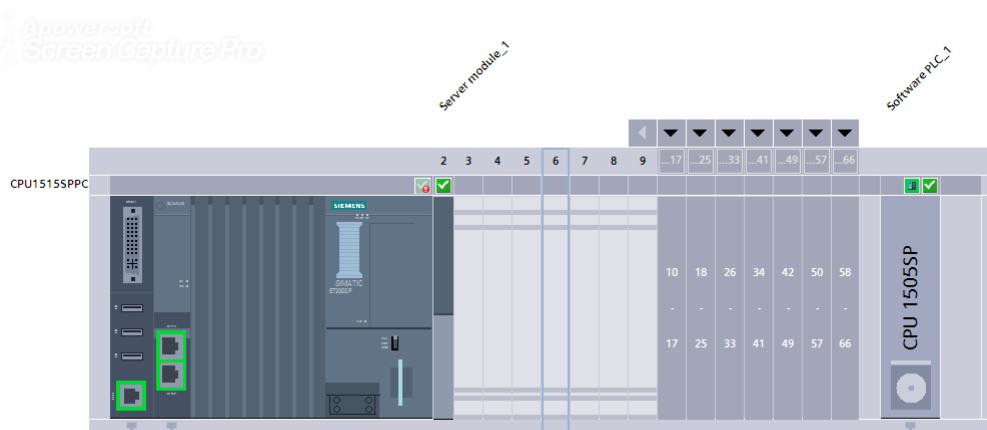 Apowersoft
Screen Capture Pro
Server module_1
Software PLC_1
2 3 4 5 6 7 8 9 ...17 ...25 ...33 ...41 ...49 ...57 ...66
CPU1515SPPC
SIEMENS
SIMATIC
ET200SP
10 18 26 34 42 50 58
- - - - - - -
17 25 33 41 49 57 66
CPU 1505SP